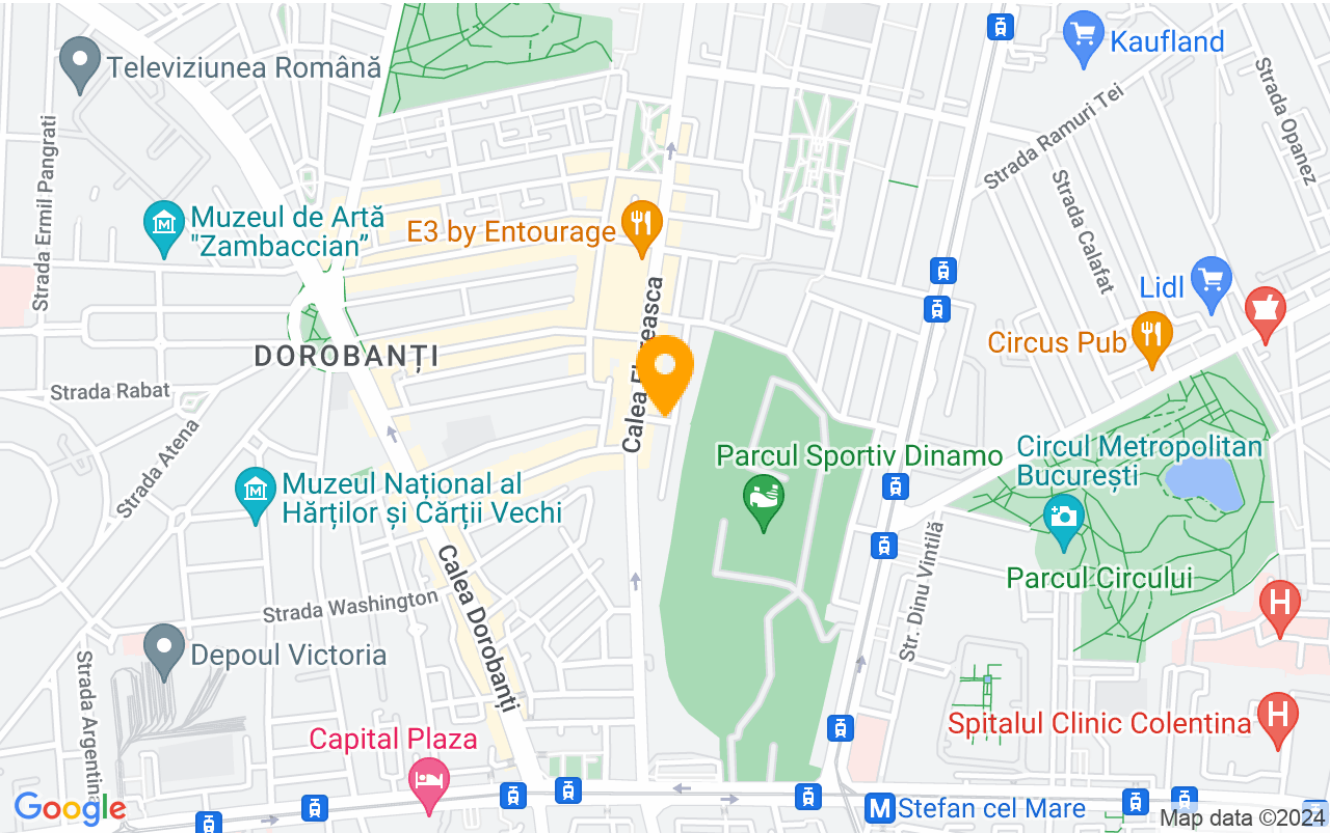 Kaufland
Televiziunea Română
Strada Opanez
Strada Ramuri Tei
Strada Ermil Pangrati
Strada Calafat
Muzeul de Artă
"Zambaccian”
E3 by Entourage
Lidl
Circus Pub
DOROBANȚI
Calea
easca
Strada Rabat
Strada Atena
Parcul Sportiv Dinamo
Circul Metropolitan
București
Muzeul Național al
Hărților și Cărții Vechi
Str. Dinu Vintilă
Parcul Circului
H
Calea Dorobanți
Strada Washington
Depoul Victoria
Strada Argentina
Spitalul Clinic Colentina
H
Capital Plaza
Google
M Stefan cel Mare
Map data ©2024